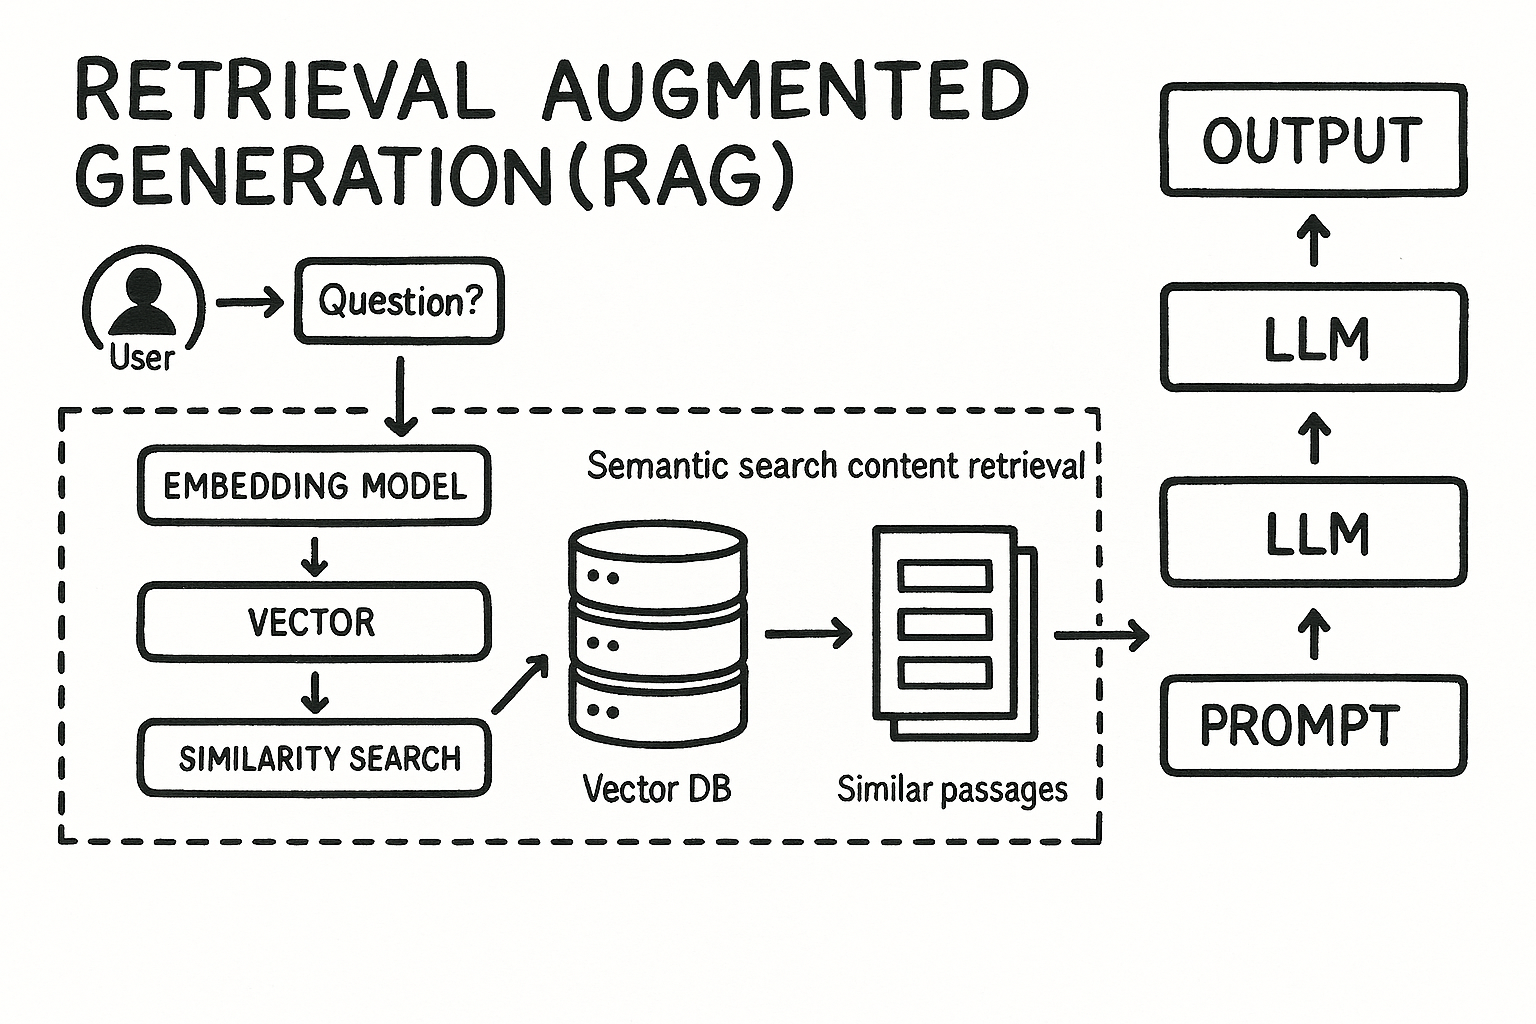 RETRIEVAL AUGMENTED
GENERATION(RAG)
User
Question?
EMBEDDING MODEL
VECTOR
SIMILARITY SEARCH
Semantic search content retrieval
Vector DB
Similar passages
OUTPUT
LLM
LLM
PROMPT